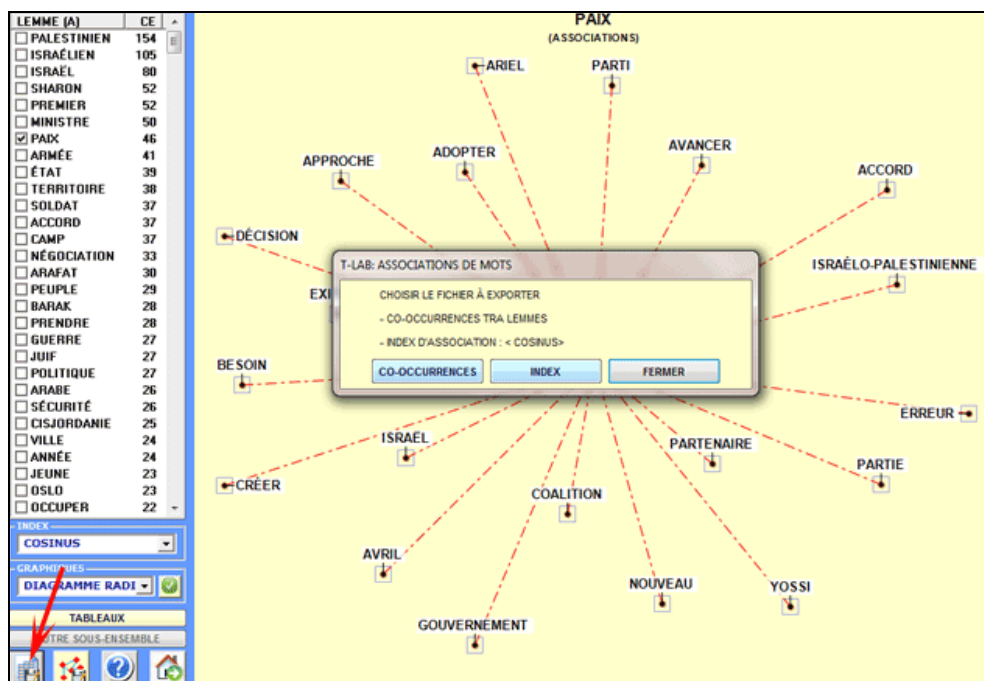 LEMME (A) CE
PALESTINIEN 154
ISRAÉLIEN 105
ISRAËL 80
SHARON 52
PREMIER 52
MINISTRE 50
PAIX 46
ARMÉE 41
ÉTAT 39
TERRITOIRE 38
SOLDAT 37
ACCORD 37
CAMP 37
NÉGOCIATION 33
ARAFAT 30
PEUPLE 29
BARAK 28
PRENDRE 28
GUERRE 27
JUIF 27
POLITIQUE 27
ARABE 26
SÉCURITÉ 26
CISJORDANIE 25
VILLE 24
ANNÉE 24
JEUNE 23
OSLO 23
OCCUPER 22
INDEX
COSINUS
GRAPHIQUES
DIAGRAMME RADI
TABLEAUX
SOUS-ENSEMBLE
PAIX
(ASSOCIATIONS)
ARIEL
PARTI
ADOPTER
AVANCER
APPROCHE
ACCORD
DÉCISION
ISRAÉLO-PALESTINIENNE
EXI
T-LAB: ASSOCIATIONS DE MOTS
CHOISIR LE FICHIER À EXPORTER
- CO-OCCURRENCES TRA LEMMES
- INDEX D'ASSOCIATION : < COSINUS>
CO-OCCURRENCES INDEX FERMER
BESOIN
ERREUR
ISRAËL
PARTENAIRE
PARTIE
CRÉER
COALITION
AVRIL
NOUVEAU
YOSSI
GOUVERNEMENT